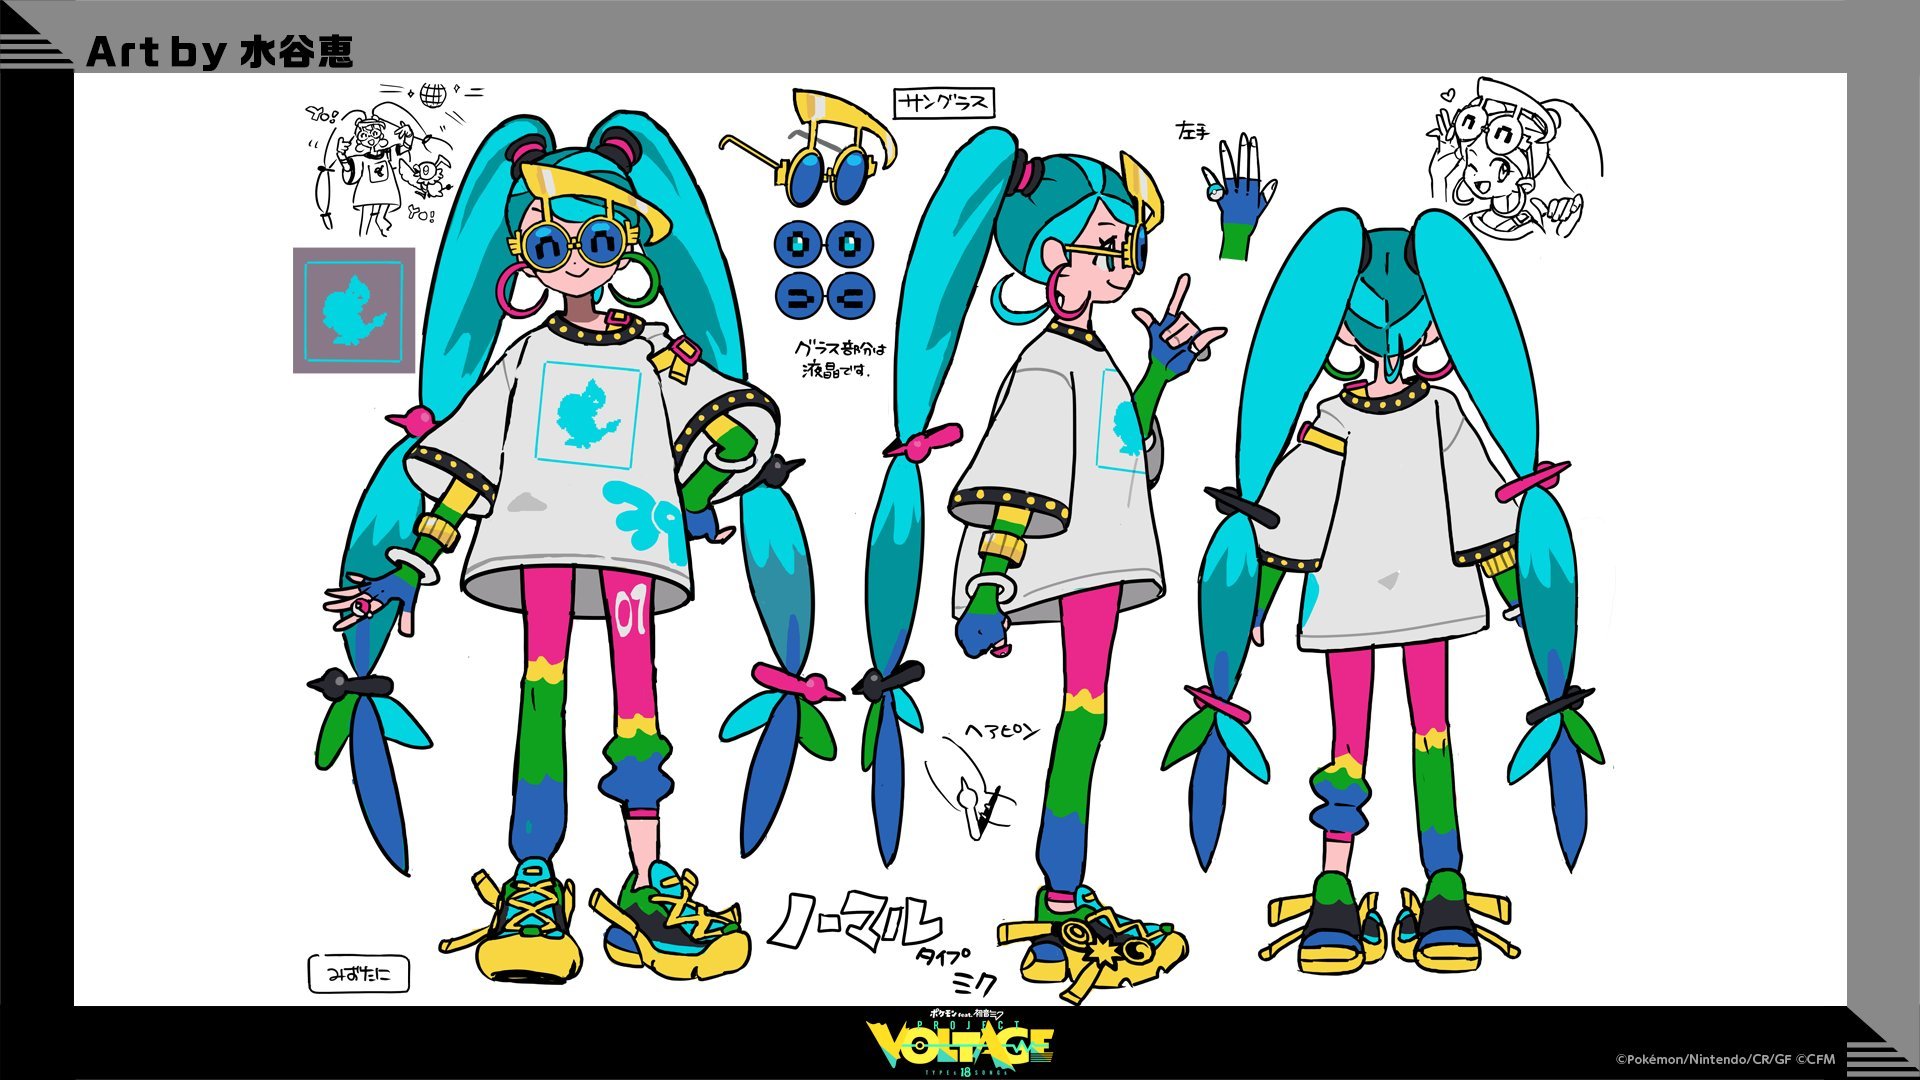 Art by 水谷恵
Yo!
Yo!
サングラス
グラス部分は
液晶です.
左手
01
ヘアピン
ノーマル
タイプ
ミク
みずたに
ポケモン feat. 初音ミク
PROJECT
VOLTAGE
TYPES 18 SONGS
©Pokémon/Nintendo/CR/GF ©CFM